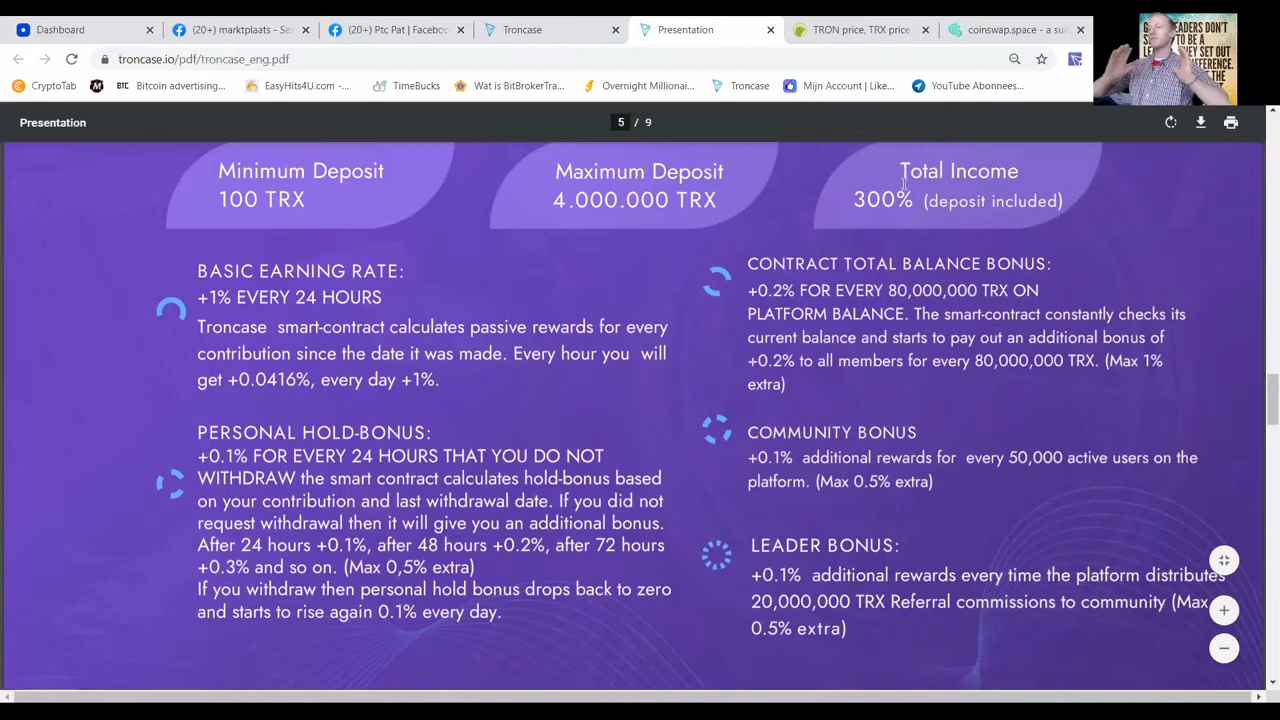 Dashboard
(20+) marktplaats - Sea
(20+) Ptc Pat | Faceboo
Troncase
Presentation
TRON price, TRX price
coinswap.space - a sui
troncase.io/pdf/troncase_eng.pdf
CryptoTab
BTC Bitcoin advertising...
EasyHits4U.com -...
TimeBucks
Wat is BitBrokerTra...
Overnight Millionai...
Troncase
Mijn Account | Like...
YouTube Abonnees...
Presentation
5 / 9
Minimum Deposit
100 TRX
Maximum Deposit
4.000.000 TRX
Total Income
300% (deposit included)
BASIC EARNING RATE:
+1% EVERY 24 HOURS
Troncase smart-contract calculates passive rewards for every
contribution since the date it was made. Every hour you will
get +0.0416%, every day +1%.
PERSONAL HOLD-BONUS:
+0.1% FOR EVERY 24 HOURS THAT YOU DO NOT
WITHDRAW the smart contract calculates hold-bonus based
on your contribution and last withdrawal date. If you did not
request withdrawal then it will give you an additional bonus.
After 24 hours +0.1%, after 48 hours +0.2%, after 72 hours
+0.3% and so on. (Max 0,5% extra)
If you withdraw then personal hold bonus drops back to zero
and starts to rise again 0.1% every day.
CONTRACT TOTAL BALANCE BONUS:
+0.2% FOR EVERY 80,000,000 TRX ON
PLATFORM BALANCE. The smart-contract constantly checks its
current balance and starts to pay out an additional bonus of
+0.2% to all members for every 80,000,000 TRX. (Max 1%
extra)
COMMUNITY BONUS
+0.1% additional rewards for every 50,000 active users on the
platform. (Max 0.5% extra)
LEADER BONUS:
+0.1% additional rewards every time the platform distributes
20,000,000 TRX Referral commissions to community (Max
0.5% extra)